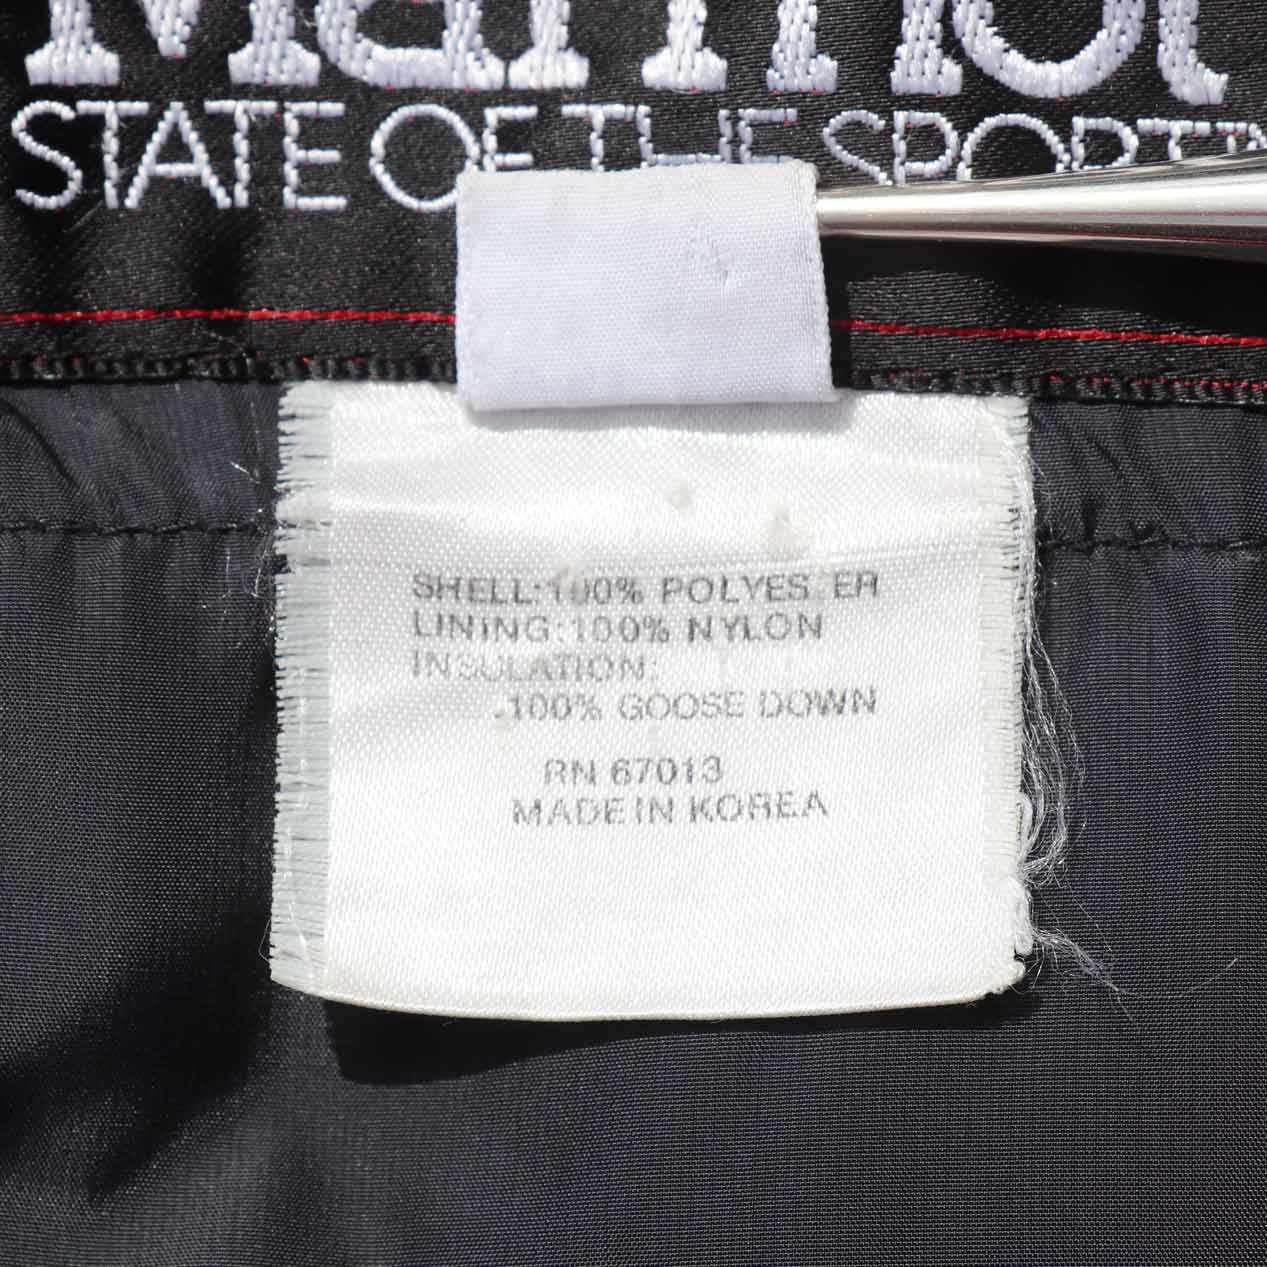 Marmot
STATE OF THE SPORT
SHELL:100% POLYESTER
LINING:100% NYLON
INSULATION:
100% GOOSE DOWN
RN 67013
MADE IN KOREA